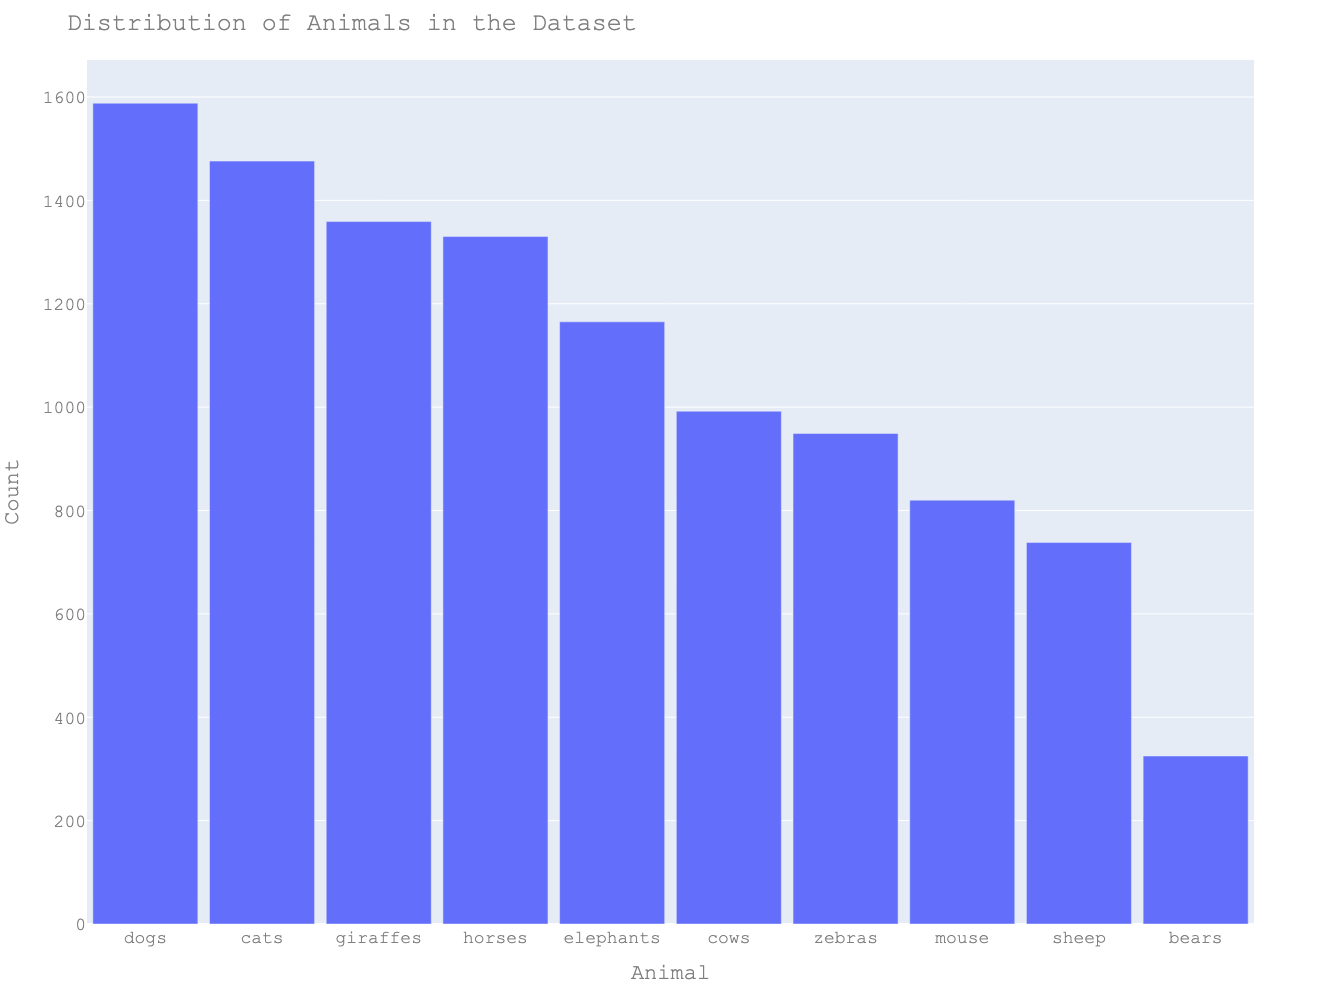 Distribution of Animals in the Dataset
1600
1400
1200
1000
800
600
400
200
0
Count
dogs cats giraffes horses elephants cows zebras mouse sheep bears
Animal